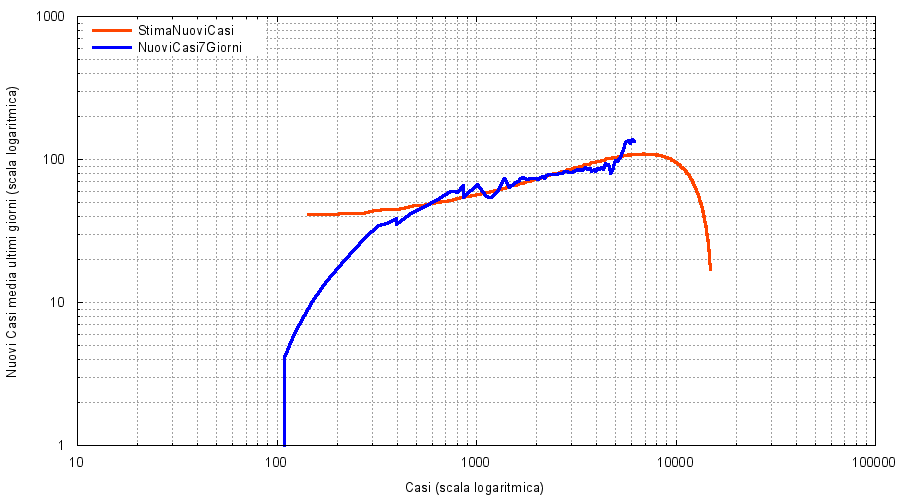 1000
StimaNuoviCasi
NuoviCasi7Giorni
Nuovi Casi media ultimi giorni (scala logaritmica)
100
10
1
10 100 1000 10000 100000
Casi (scala logaritmica)